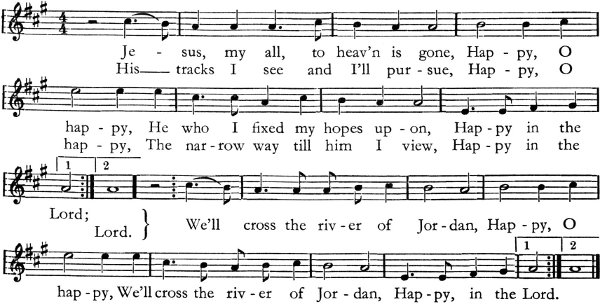 4
4
Je - sus, my all, to heav'n is gone, Hap - py, O
His tracks I see and I'll pur - sue, Hap - py, O
hap - py, He who I fixed my hopes up - on, Hap - py in the
hap - py, The nar - row way till him I view, Hap - py in the
1 2
Lord;
Lord. } We'll cross the riv - er of Jor - dan, Hap - py, O
1 2
hap - py, We'll cross the riv - er of Jor - dan, Hap - py, in the Lord.